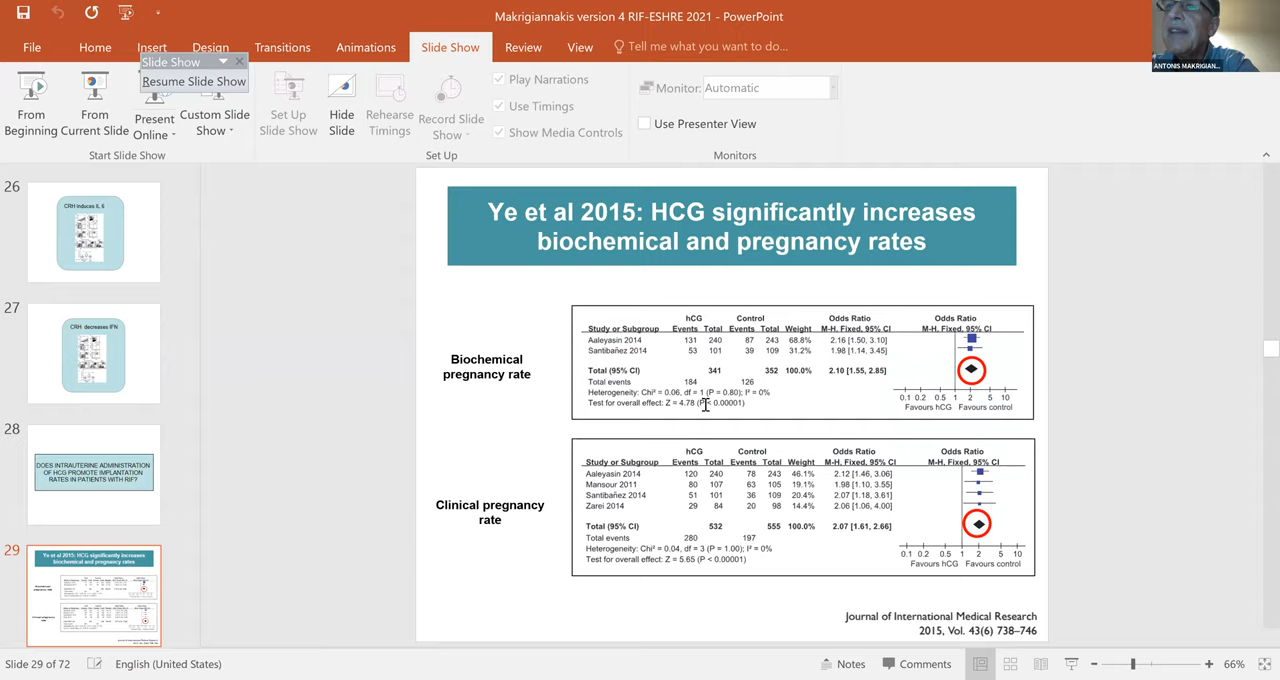 Makrigiannakis version 4 RIF-ESHRE 2021 - PowerPoint
File Home Insert Design Transitions Animations Slide Show Review View Tell me what you want to do...
Slide Show
Resume Slide Show
From Beginning
From Current Slide
Present Online
Custom Slide Show
Set Up Slide Show
Hide Slide
Rehearse Timings
Record Slide Show
Play Narrations
Use Timings
Show Media Controls
Monitor: Automatic
Use Presenter View
Start Slide Show
Set Up
Monitors
ANTONIS MAKRIGIAN...
26
CRH induces IL 6
27
CRH decreases IFN
28
DOES INTRAUTERINE ADMINISTRATION
OF HCG PROMOTE IMPLANTATION
RATES IN PATIENTS WITH RIF?
29
Ye et al 2015: HCG significantly increases
biochemical and pregnancy rates
Ye et al 2015: HCG significantly increases
biochemical and pregnancy rates
Biochemical
pregnancy rate
hCG Control Odds Ratio Odds Ratio
Study or Subgroup Events Total Events Total Weight M-H, Fixed, 95% CI M-H, Fixed, 95% CI
Aaleyasin 2014 131 240 87 243 68.8% 2.16 [1.50, 3.10]
Santibañez 2014 53 101 39 109 31.2% 1.98 [1.14, 3.45]
Total (95% CI) 341 352 100.0% 2.10 [1.55, 2.85]
Total events 184 126
Heterogeneity: Chi² = 0.06, df = 1 (P = 0.80); I² = 0%
Test for overall effect: Z = 4.78 (P < 0.00001)
0.1 0.2 0.5 1 2 5 10
Favours hCG Favours control
Clinical pregnancy
rate
hCG Control Odds Ratio Odds Ratio
Study or Subgroup Events Total Events Total Weight M-H, Fixed, 95% CI M-H, Fixed, 95% CI
Aaleyasin 2014 120 240 78 243 46.1% 2.12 [1.46, 3.06]
Mansour 2011 80 107 63 105 19.1% 1.98 [1.10, 3.55]
Santibañez 2014 51 101 36 109 20.4% 2.07 [1.18, 3.61]
Zarei 2014 29 84 20 98 14.4% 2.06 [1.06, 4.00]
Total (95% CI) 532 555 100.0% 2.07 [1.61, 2.66]
Total events 280 197
Heterogeneity: Chi² = 0.04, df = 3 (P = 1.00); I² = 0%
Test for overall effect: Z = 5.65 (P < 0.00001)
0.1 0.2 0.5 1 2 5 10
Favours hCG Favours control
Journal of International Medical Research
2015, Vol. 43(6) 738–746
Slide 29 of 72 English (United States) Notes Comments 66%